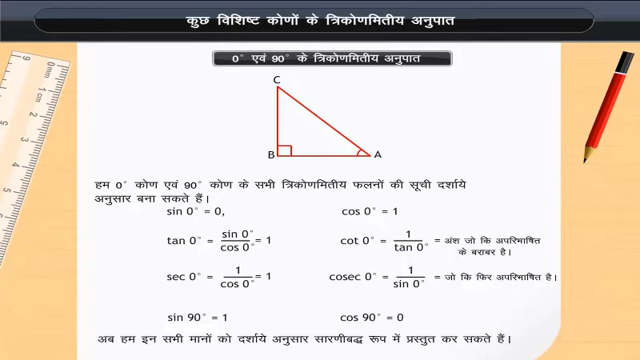 कुछ विशिष्ट कोणों के त्रिकोणमितीय अनुपात
0° एवं 90° के त्रिकोणमितीय अनुपात
C
B
A
हम 0° कोण एवं 90° कोण के सभी त्रिकोणमितीय फलनों की सूची दर्शाये
अनुसार बना सकते हैं।
sin 0° = 0, cos 0° = 1
tan 0° = sin 0° / cos 0° = 1 cot 0° = 1 / tan 0° = अंश जो कि अपरिभाषित
के बराबर है।
sec 0° = 1 / cos 0° = 1 cosec 0° = 1 / sin 0° = जो कि फिर अपरिभाषित है।
sin 90° = 1 cos 90° = 0
अब हम इन सभी मानों को दर्शाये अनुसार सारणीबद्ध रूप में प्रस्तुत कर सकते हैं।